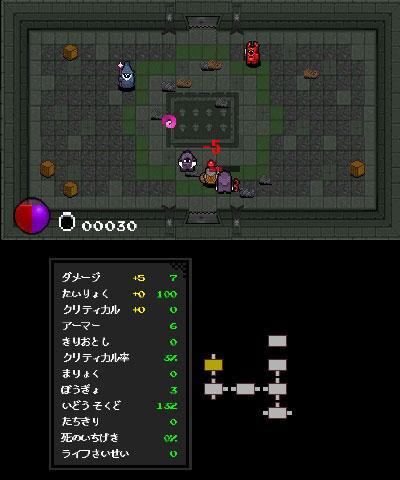 -5
00030
ダメージ +5 7
たいりょく +0 100
クリティカル +0 0
アーマー 6
きりおとし 0
クリティカル率 3%
まりょく 0
ぼうぎょ 3
いどう そくど 132
たちきり 0
死のいちげき 0%
ライフさいせい 0